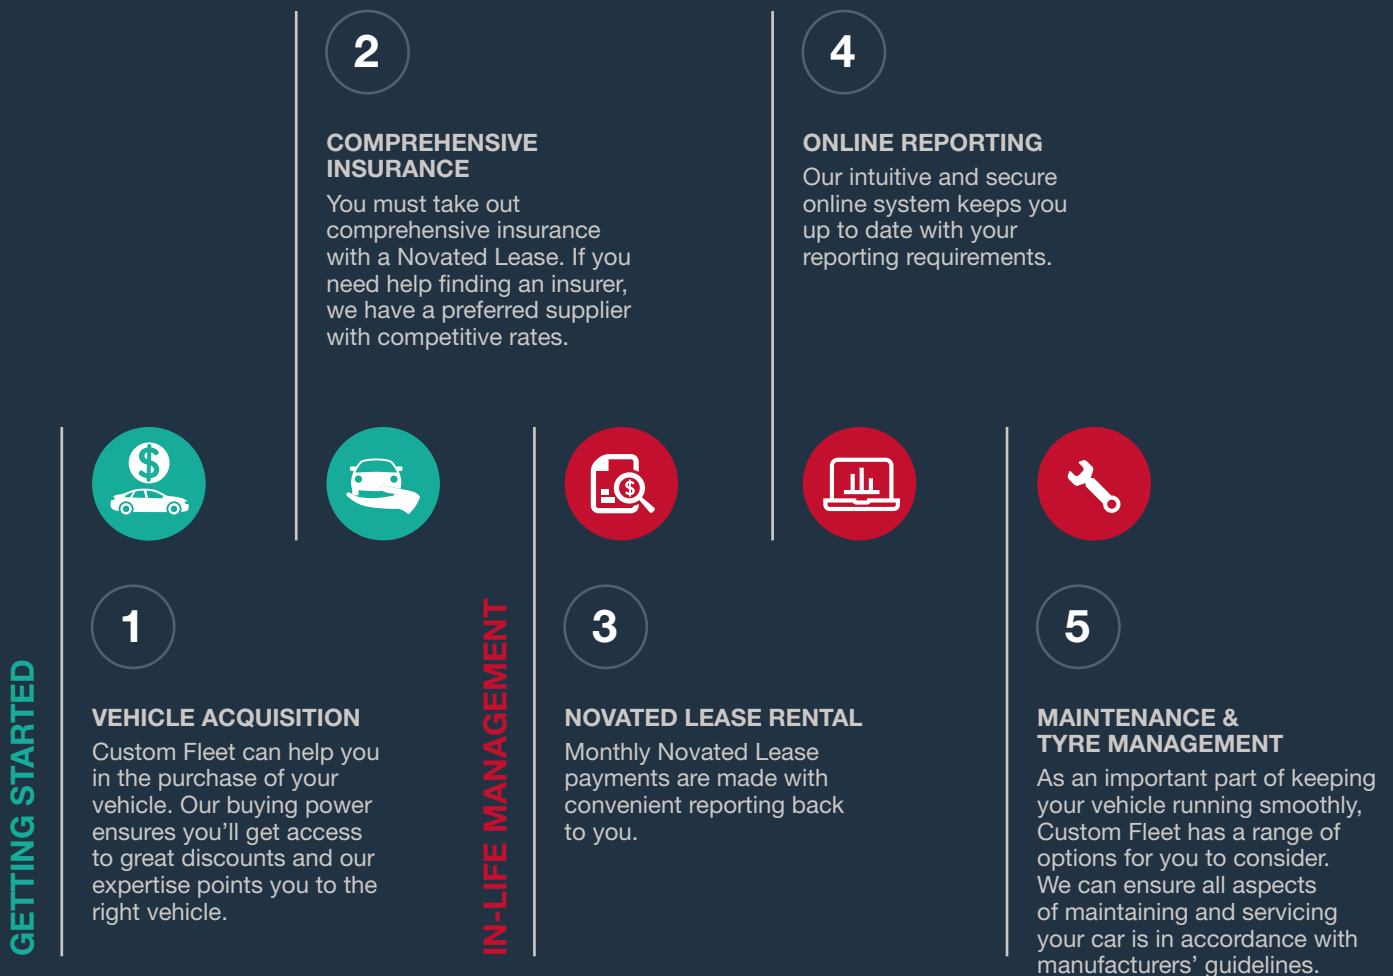 GETTING STARTED
1
VEHICLE ACQUISITION
Custom Fleet can help you
in the purchase of your
vehicle. Our buying power
ensures you’ll get access
to great discounts and our
expertise points you to the
right vehicle.
2
COMPREHENSIVE
INSURANCE
You must take out
comprehensive insurance
with a Novated Lease. If you
need help finding an insurer,
we have a preferred supplier
with competitive rates.
IN-LIFE MANAGEMENT
3
NOVATED LEASE RENTAL
Monthly Novated Lease
payments are made with
convenient reporting back
to you.
4
ONLINE REPORTING
Our intuitive and secure
online system keeps you
up to date with your
reporting requirements.
5
MAINTENANCE &
TYRE MANAGEMENT
As an important part of keeping
your vehicle running smoothly,
Custom Fleet has a range of
options for you to consider.
We can ensure all aspects
of maintaining and servicing
your car is in accordance with
manufacturers’ guidelines.